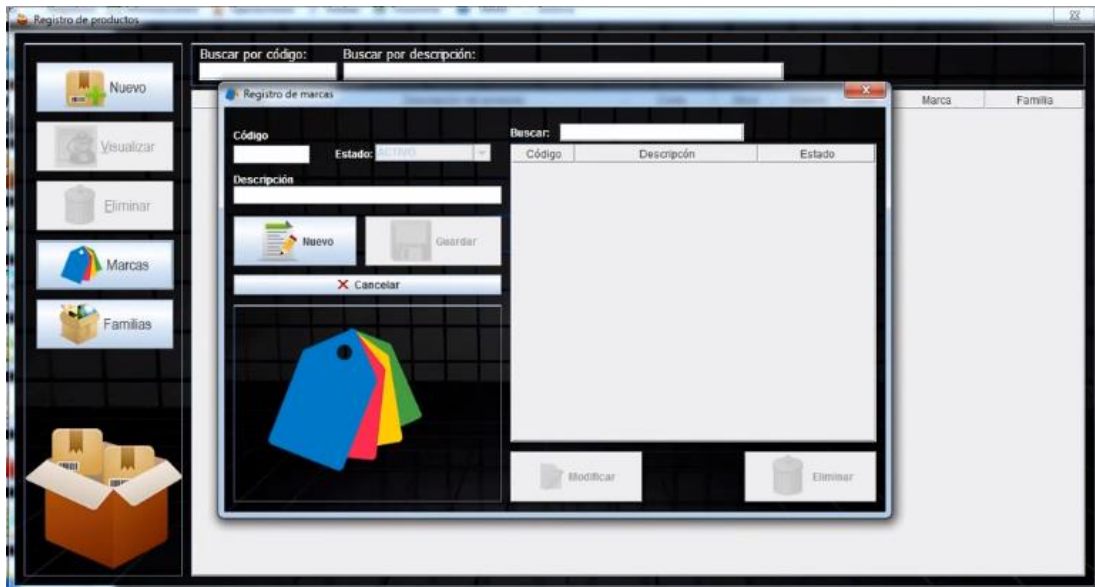 Registro de productos
Buscar por código:
Buscar por descripción:
Nuevo
Visualizar
Eliminar
Marcas
Familias
Marca
Familia
Registro de marcas
Código
Estado: ACTIVO
Descripción
Nuevo
Guardar
Cancelar
Buscar:
Código
Descripcón
Estado
Modificar
Eliminar